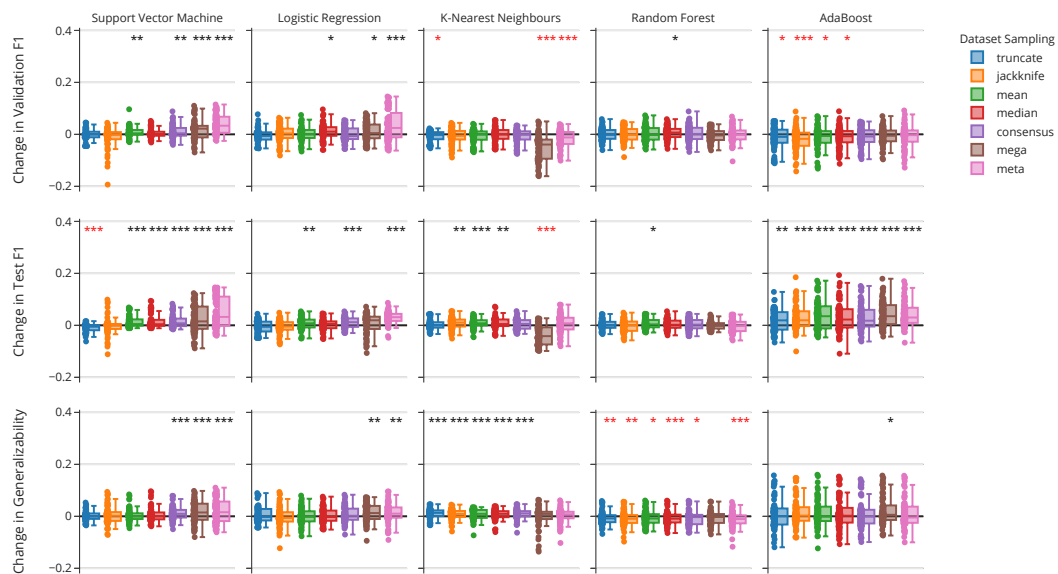 Support Vector Machine
Logistic Regression
K-Nearest Neighbours
Random Forest
AdaBoost
Dataset Sampling
truncate
jackknife
mean
median
consensus
mega
meta
Change in Validation F1
0.4
0.2
0
−0.2
** ** *** ***
* * ***
* *** ***
*
* *** * *
Change in Test F1
0.4
0.2
0
−0.2
*** *** *** *** *** ***
** *** ***
** *** ** ***
*
** *** *** *** *** *** ***
Change in Generalizability
0.4
0.2
0
−0.2
*** *** ***
** **
*** *** *** *** ***
** ** * *** * ***
*